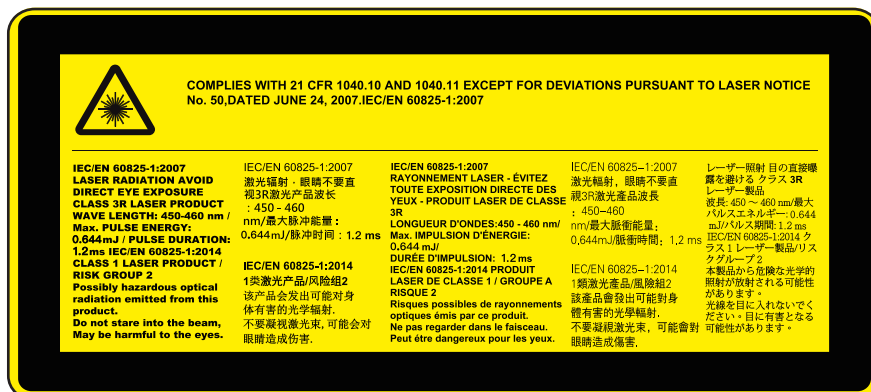 COMPLIES WITH 21 CFR 1040.10 AND 1040.11 EXCEPT FOR DEVIATIONS PURSUANT TO LASER NOTICE
No. 50,DATED JUNE 24, 2007.IEC/EN 60825-1:2007
IEC/EN 60825-1:2007
LASER RADIATION AVOID
DIRECT EYE EXPOSURE
CLASS 3R LASER PRODUCT
WAVE LENGTH: 450-460 nm /
Max. PULSE ENERGY:
0.644mJ / PULSE DURATION:
1.2ms IEC/EN 60825-1:2014
CLASS 1 LASER PRODUCT /
RISK GROUP 2
Possibly hazardous optical
radiation emitted from this
product.
Do not stare into the beam,
May be harmful to the eyes.
IEC/EN 60825-1:2007
激光辐射．眼睛不要直
视3R激光产品波长
: 450 - 460
nm/最大脉冲能量：
0.644mJ/脉冲时间：1.2 ms
IEC/EN 60825-1:2014
1类激光产品/风险组2
该产品会发出可能对身
体有害的光学辐射.
不要凝视激光束, 可能会对
眼睛造成伤害.
IEC/EN 60825-1:2007
RAYONNEMENT LASER - ÉVITEZ
TOUTE EXPOSITION DIRECTE DES
YEUX - PRODUIT LASER DE CLASSE
3R
LONGUEUR D'ONDES:450 - 460 nm/
Max. IMPULSION D'ÉNERGIE:
0.644 mJ/
DURÉE D'IMPULSION: 1.2 ms
IEC/EN 60825-1:2014 PRODUIT
LASER DE CLASSE 1 / GROUPE A
RISQUE 2
Risques possibles de rayonnements
optiques émis par ce produit.
Ne pas regarder dans le faisceau.
Peut étre dangereux pour les yeux.
IEC/EN 60825–1:2007
激光輻射，眼睛不要直
視3R激光產品波長
: 450–460
nm/最大脈衝能量：
0,644mJ/脈衝時間；1.2 ms
IEC/EN 60825–1:2014
1類激光產品/風險組2
該產品會發出可能對身
體有害的光學輻射.
不要凝視激光束，可能會對
眼睛造成傷害.
レーザー照射 目の直接曝
露を避ける クラス 3R
レーザー製品
波長: 450 ～ 460 nm/最大
パルスエネルギー: 0.644
mJ/パルス期間: 1.2 ms
IEC/EN 60825-1:2014 ク
ラス 1 レーザー製品/リス
クグループ 2
本製品から危険な光学的
照射が放射される可能性
があります。
光線を目に入れないでく
ださい。目に有害となる
可能性があります。